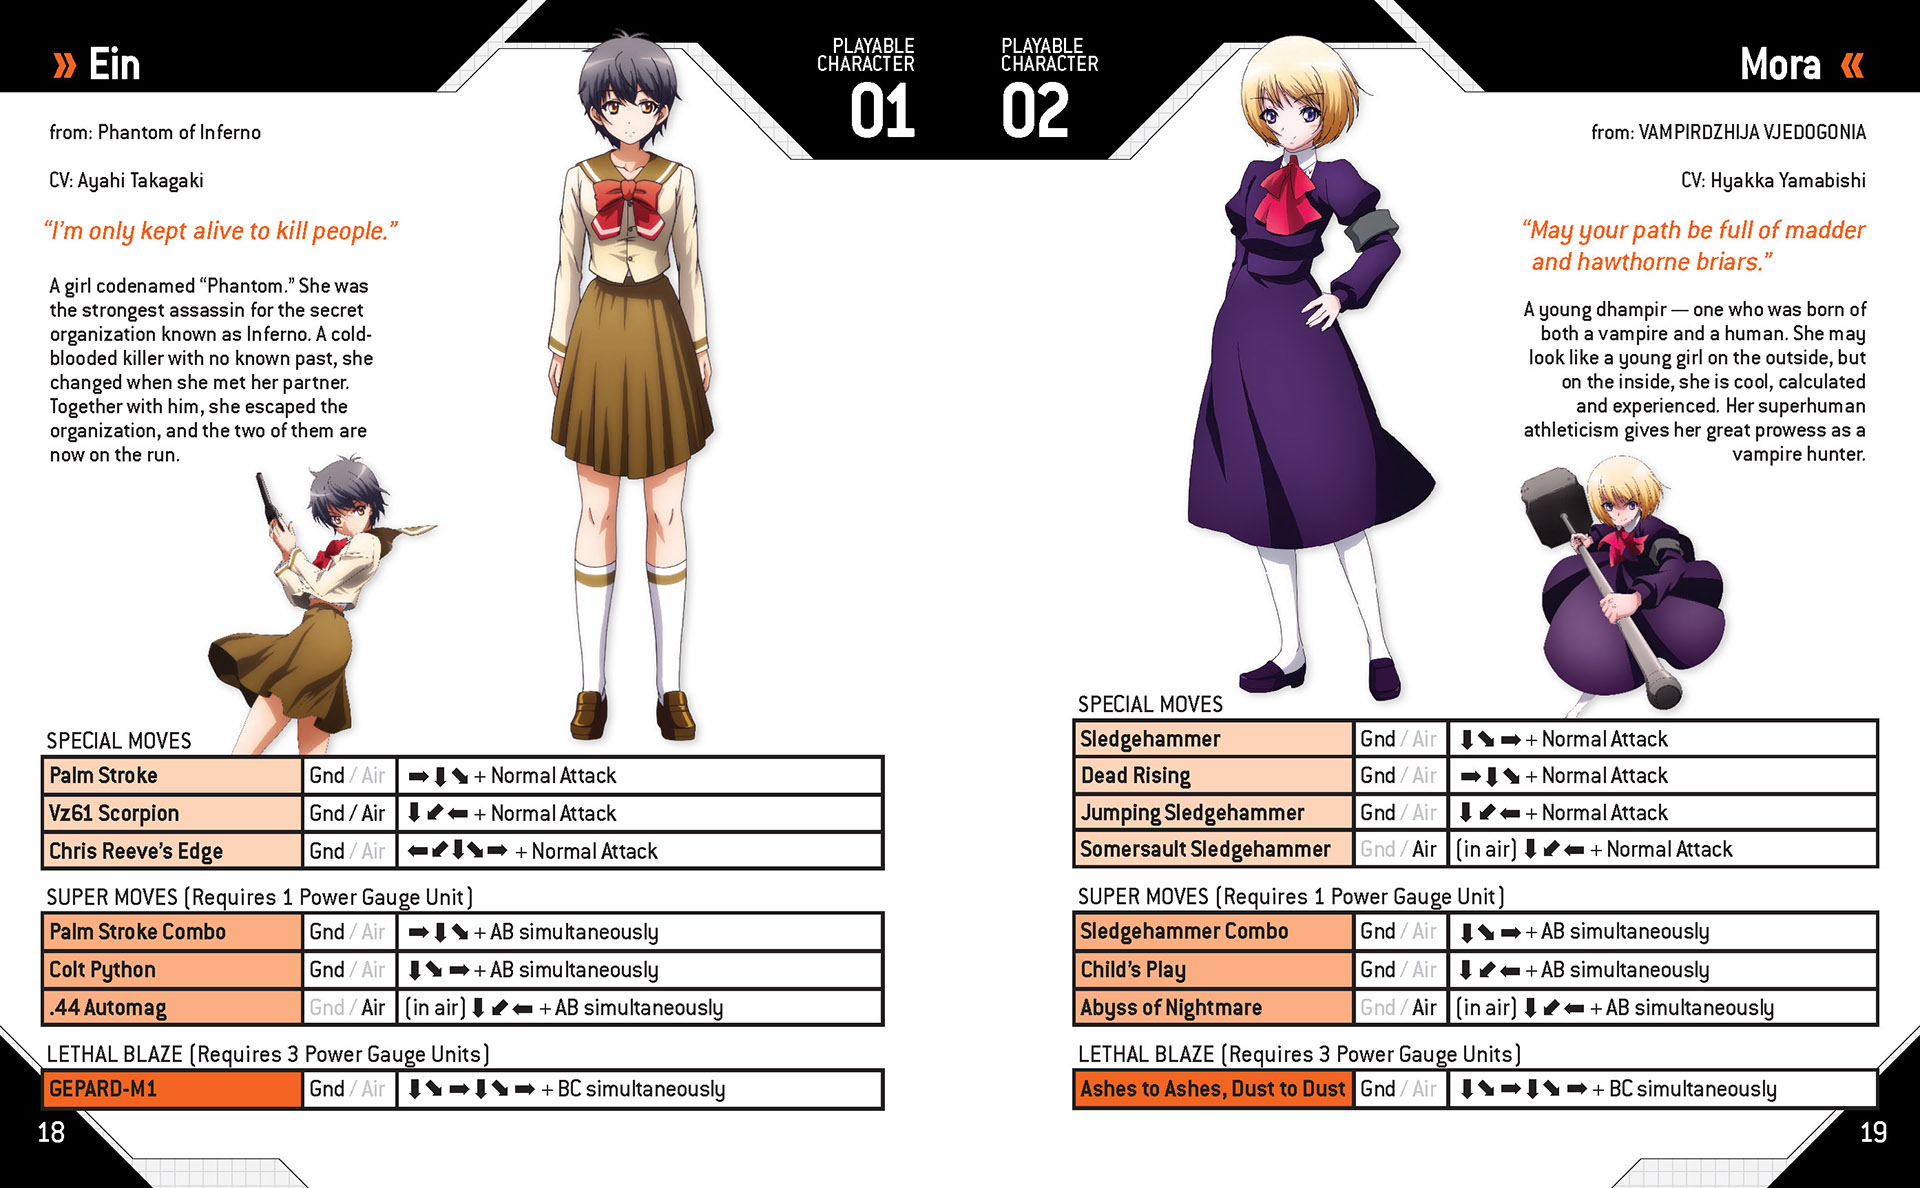 » Ein
PLAYABLE
CHARACTER
01
from: Phantom of Inferno
CV: Ayahi Takagaki
“I’m only kept alive to kill people.”
A girl codenamed “Phantom.” She was
the strongest assassin for the secret
organization known as Inferno. A cold-
blooded killer with no known past, she
changed when she met her partner.
Together with him, she escaped the
organization, and the two of them are
now on the run.
SPECIAL MOVES
Palm Stroke Gnd / Air ➡⬇⬊ + Normal Attack
Vz61 Scorpion Gnd / Air ⬇⬋⬅ + Normal Attack
Chris Reeve’s Edge Gnd / Air ⬅⬋⬇⬊➡ + Normal Attack
SUPER MOVES (Requires 1 Power Gauge Unit)
Palm Stroke Combo Gnd / Air ➡⬇⬊ + AB simultaneously
Colt Python Gnd / Air ⬇⬊➡ + AB simultaneously
.44 Automag Gnd / Air (in air) ⬇⬋⬅ + AB simultaneously
LETHAL BLAZE (Requires 3 Power Gauge Units)
GEPARD-M1 Gnd / Air ⬇⬊➡⬇⬊➡ + BC simultaneously
18
PLAYABLE
CHARACTER
02
Mora «
from: VAMPIRDZHIJA VJEDOGONIA
CV: Hyakka Yamabishi
“May your path be full of madder
and hawthorne briars.”
A young dhampir — one who was born of
both a vampire and a human. She may
look like a young girl on the outside, but
on the inside, she is cool, calculated
and experienced. Her superhuman
athleticism gives her great prowess as a
vampire hunter.
SPECIAL MOVES
Sledgehammer Gnd / Air ⬇⬊➡ + Normal Attack
Dead Rising Gnd / Air ➡⬇⬊ + Normal Attack
Jumping Sledgehammer Gnd / Air ⬇⬋⬅ + Normal Attack
Somersault Sledgehammer Gnd / Air (in air) ⬇⬋⬅ + Normal Attack
SUPER MOVES (Requires 1 Power Gauge Unit)
Sledgehammer Combo Gnd / Air ⬇⬊➡ + AB simultaneously
Child’s Play Gnd / Air ⬇⬋⬅ + AB simultaneously
Abyss of Nightmare Gnd / Air (in air) ⬇⬋⬅ + AB simultaneously
LETHAL BLAZE (Requires 3 Power Gauge Units)
Ashes to Ashes, Dust to Dust Gnd / Air ⬇⬊➡⬇⬊➡ + BC simultaneously
19